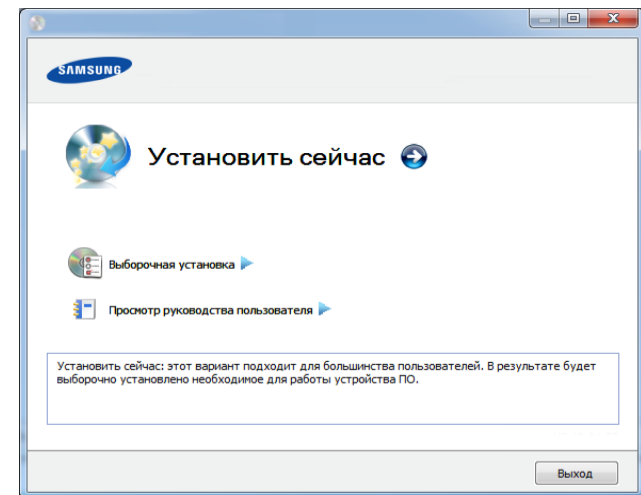 SAMSUNG
Установить сейчас
Выборочная установка
Просмотр руководства пользователя
Установить сейчас: этот вариант подходит для большинства пользователей. В результате будет
выборочно установлено необходимое для работы устройства ПО.
Выход